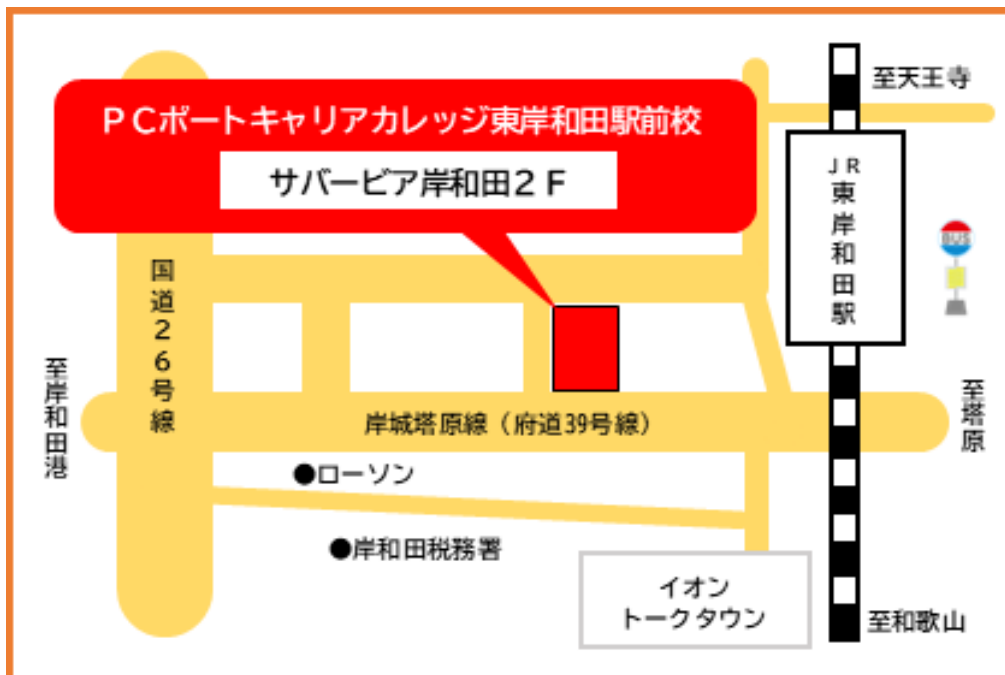 至天王寺
PCポートキャリアカレッジ東岸和田駅前校
サバービア岸和田2F
JR東岸和田駅
BUS
国道26号線
至岸和田港
岸城塔原線（府道39号線）
至塔原
●ローソン
●岸和田税務署
イオン
トークタウン
至和歌山